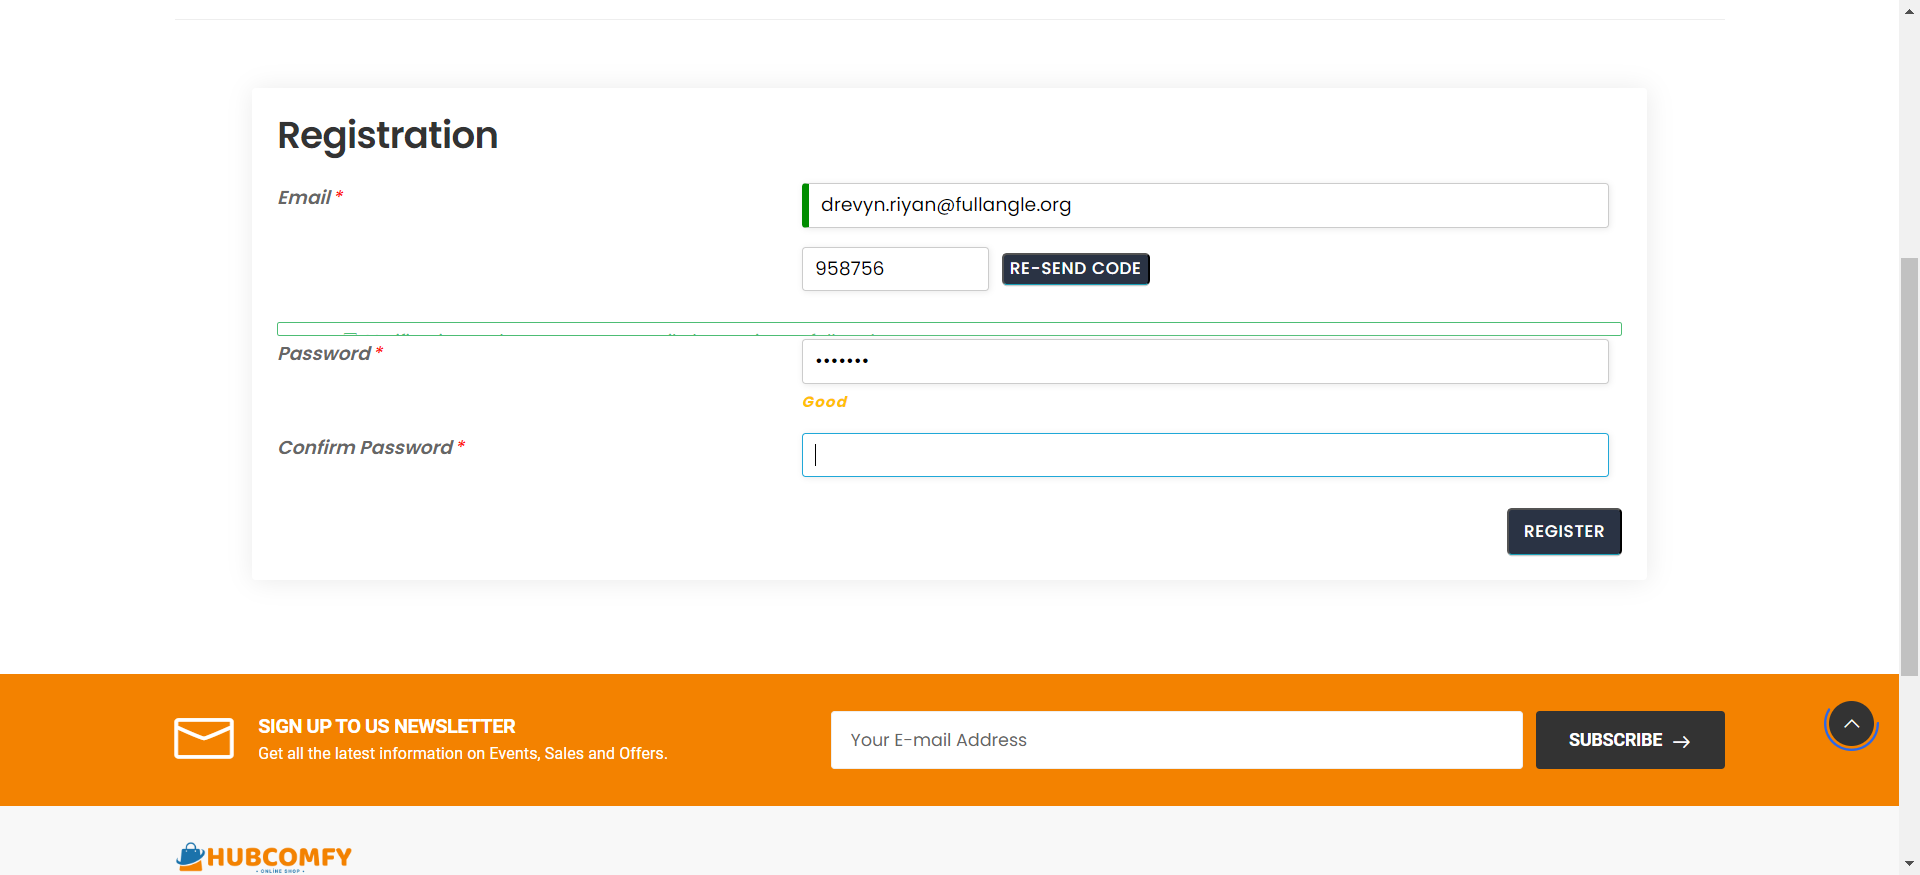 Registration
Email *
drevyn.riyan@fullangle.org
958756
RE-SEND CODE
Password *
•••••••
Good
Confirm Password *
REGISTER
SIGN UP TO US NEWSLETTER
Get all the latest information on Events, Sales and Offers.
Your E-mail Address
SUBSCRIBE →
HUBCOMFY
• ONLINE SHOP •